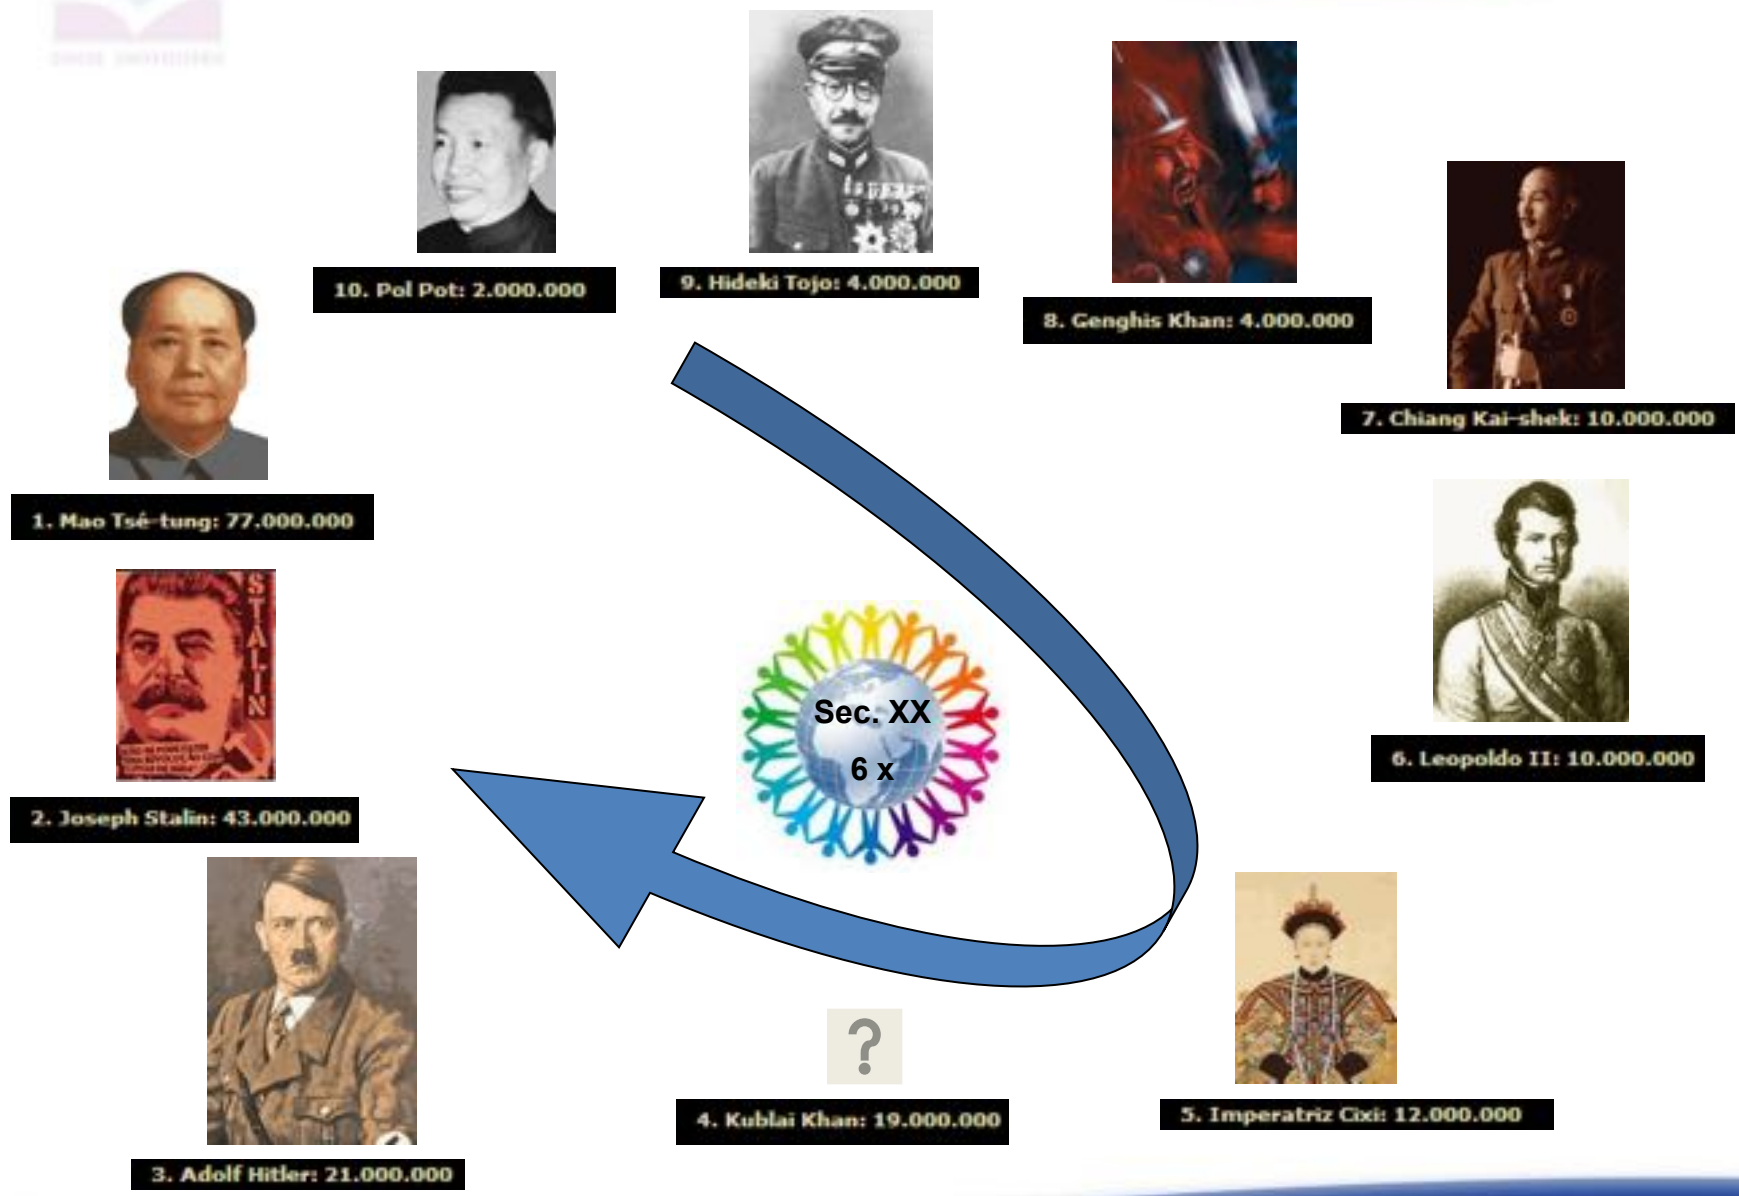 10. Pol Pot: 2.000.000
9. Hideki Tojo: 4.000.000
8. Genghis Khan: 4.000.000
7. Chiang Kai-shek: 10.000.000
1. Mao Tsé-tung: 77.000.000
6. Leopoldo II: 10.000.000
STALIN
Sec. XX
6 x
2. Joseph Stalin: 43.000.000
5. Imperatriz Cixi: 12.000.000
?
4. Kublai Khan: 19.000.000
3. Adolf Hitler: 21.000.000